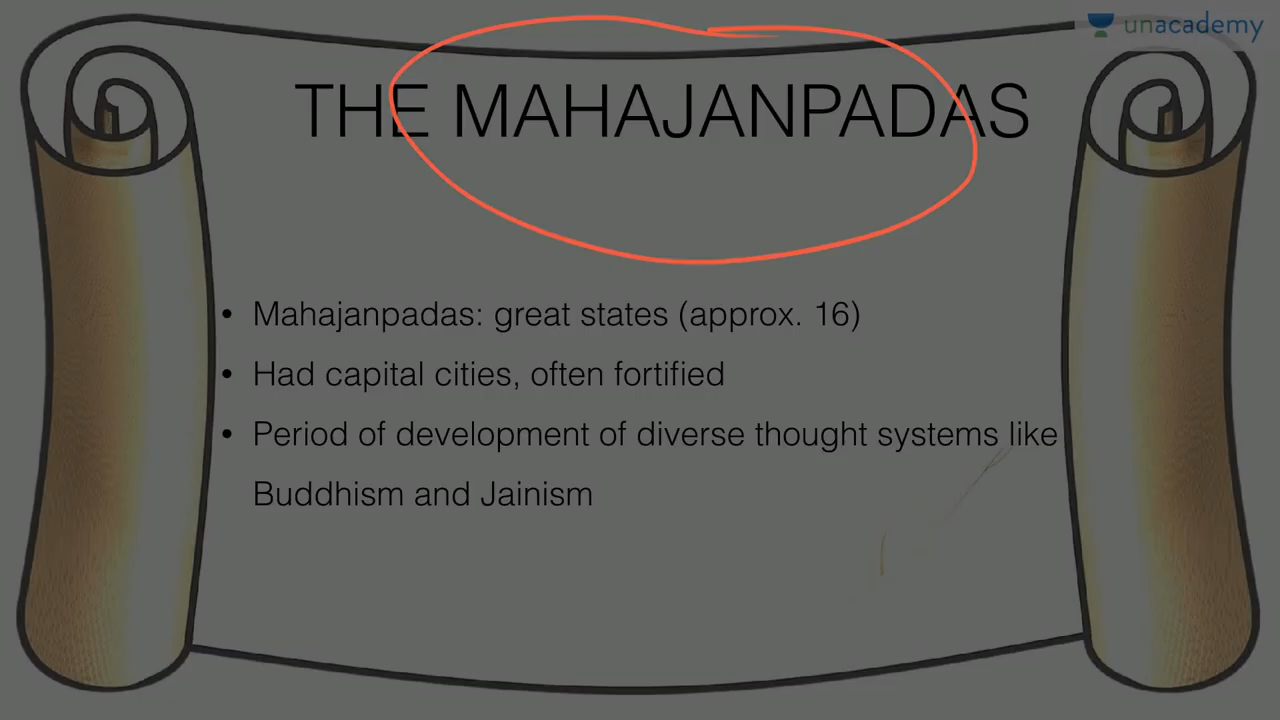 unacademy
THE MAHAJANPADAS
• Mahajanpadas: great states (approx. 16)
• Had capital cities, often fortified
• Period of development of diverse thought systems like
Buddhism and Jainism